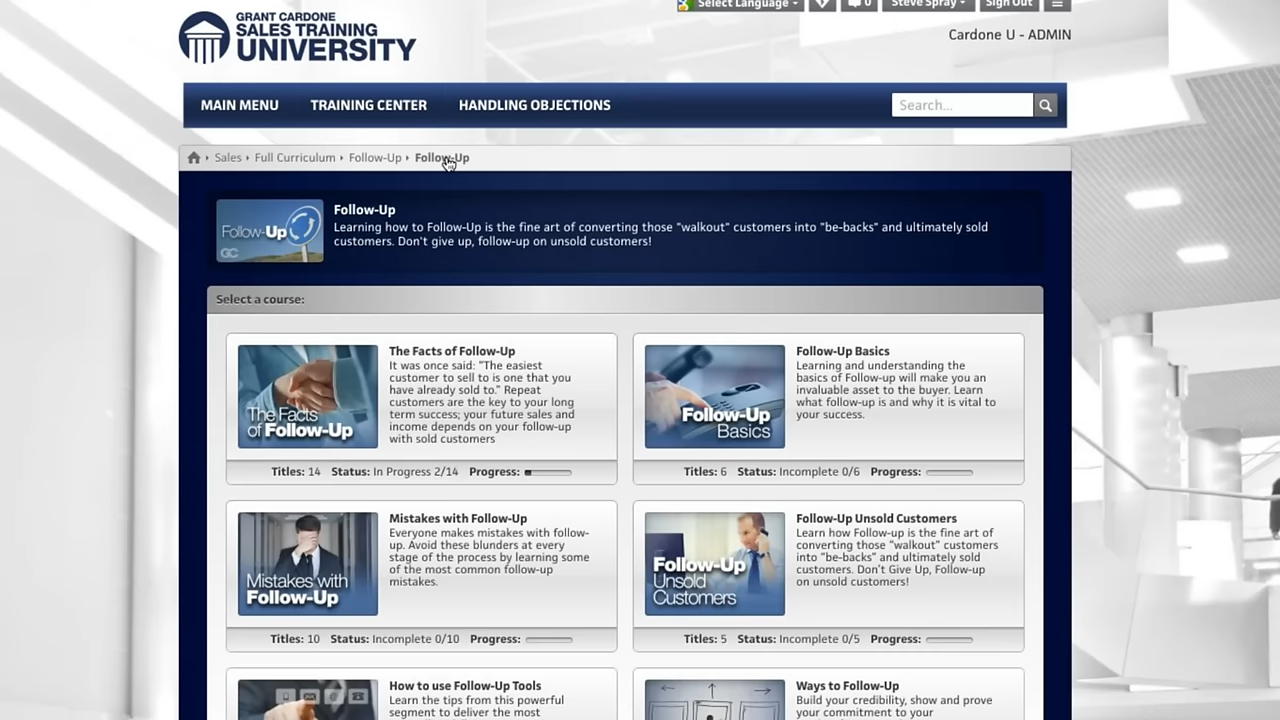 GRANT CARDONE
SALES TRAINING
UNIVERSITY
Select Language
0
Steve Spray
Sign Out
Cardone U - ADMIN
MAIN MENU
TRAINING CENTER
HANDLING OBJECTIONS
Search...
Sales
Full Curriculum
Follow-Up
Follow-Up
Follow-Up
GC
Follow-Up
Learning how to Follow-Up is the fine art of converting those "walkout" customers into "be-backs" and ultimately sold
customers. Don't give up, follow-up on unsold customers!
Select a course:
The Facts
of Follow-Up
The Facts of Follow-Up
It was once said: "The easiest
customer to sell to is one that you
have already sold to." Repeat
customers are the key to your long
term success; your future sales and
income depends on your follow-up
with sold customers
Titles: 14 Status: In Progress 2/14 Progress:
Follow-Up
Basics
Follow-Up Basics
Learning and understanding the
basics of Follow-up will make you an
invaluable asset to the buyer. Learn
what follow-up is and why it is vital to
your success.
Titles: 6 Status: Incomplete 0/6 Progress:
Mistakes with
Follow-Up
Mistakes with Follow-Up
Everyone makes mistakes with follow-
up. Avoid these blunders at every
stage of the process by learning some
of the most common follow-up
mistakes.
Titles: 10 Status: Incomplete 0/10 Progress:
Follow-Up
Unsold
Customers
Follow-Up Unsold Customers
Learn how Follow-up is the fine art of
converting those "walkout" customers
into "be-backs" and ultimately sold
customers. Don't Give Up, Follow-up
on unsold customers!
Titles: 5 Status: Incomplete 0/5 Progress:
How to use Follow-Up Tools
Learn the tips from this powerful
segment to deliver the most
Ways to Follow-Up
Build your credibility, show and prove
your commitment to your